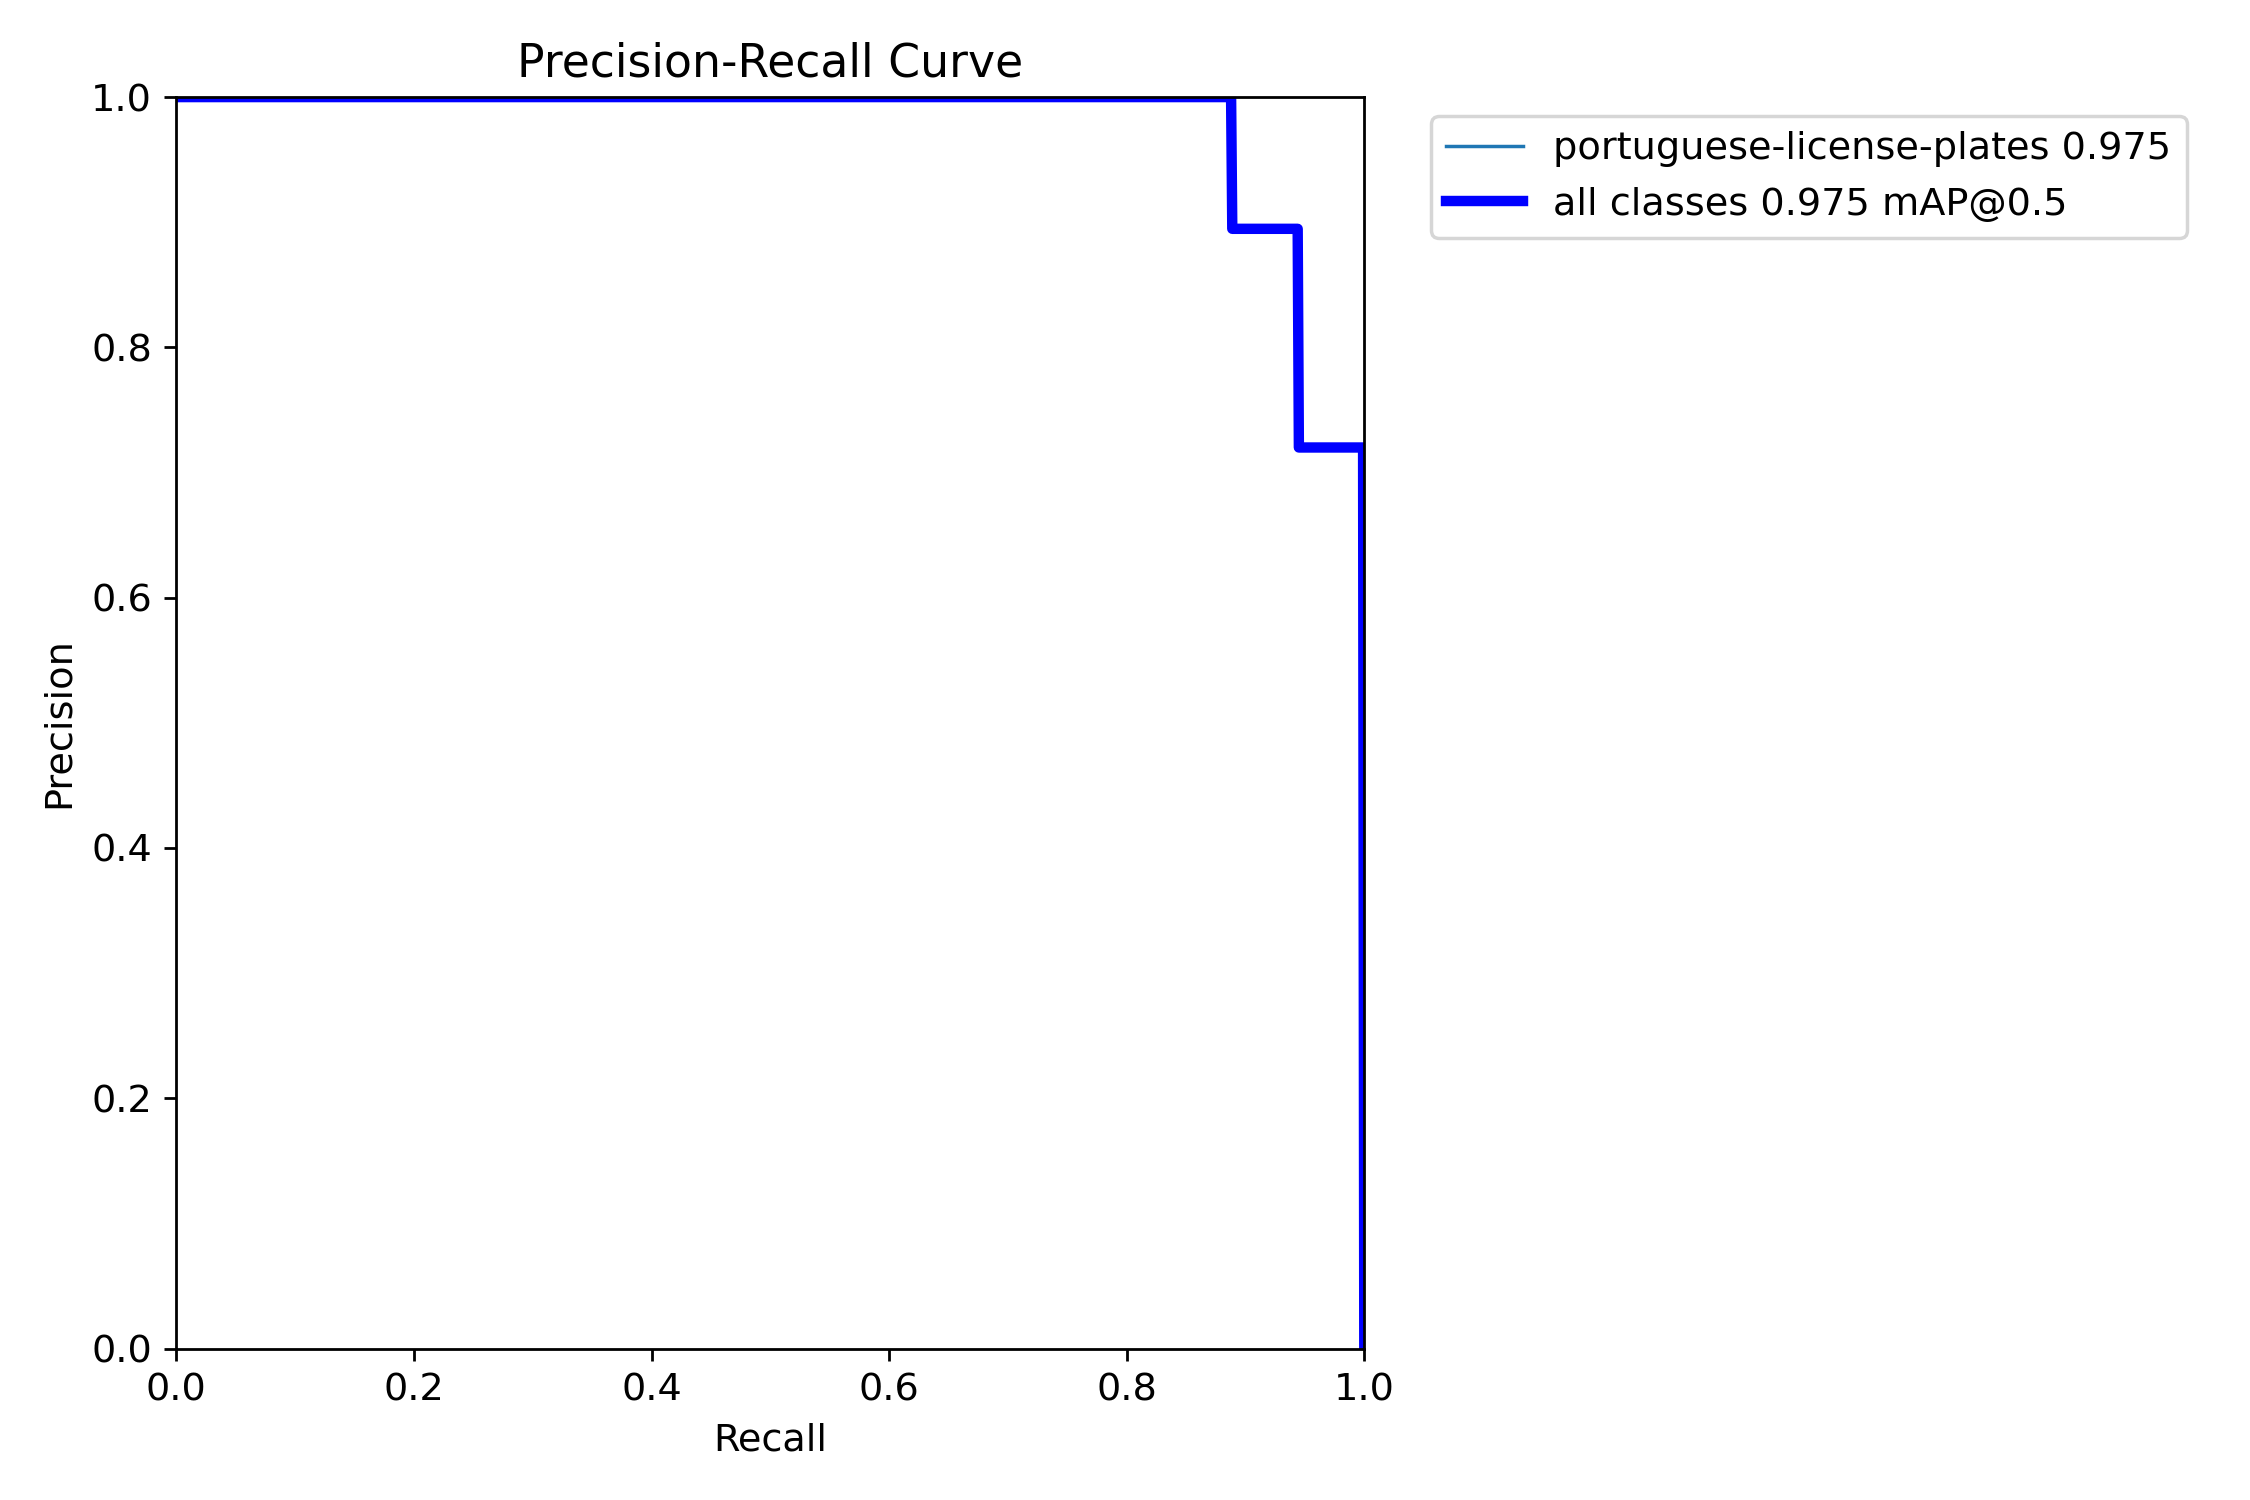 Precision-Recall Curve
1.0
0.8
0.6
0.4
0.2
0.0
Precision
0.0 0.2 0.4 0.6 0.8 1.0
Recall
portuguese-license-plates 0.975
all classes 0.975 mAP@0.5